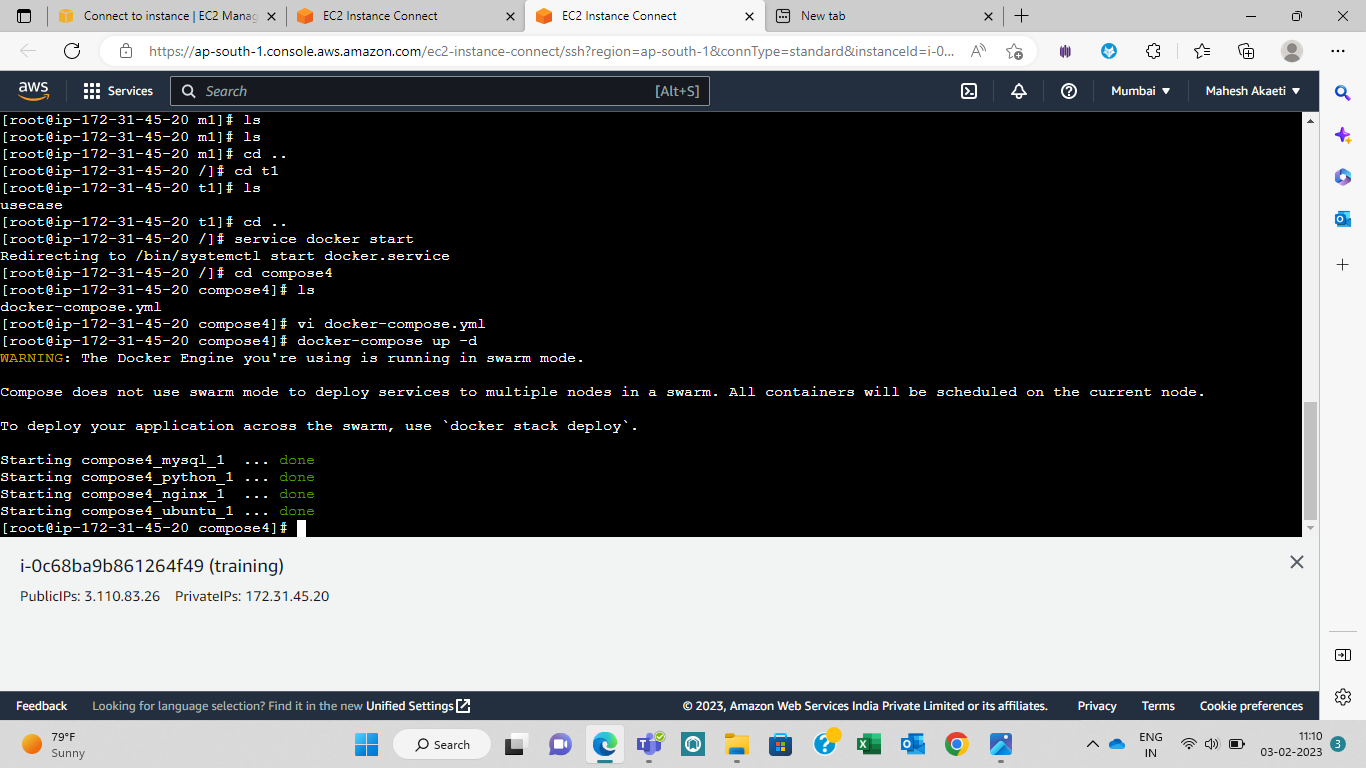 Connect to instance | EC2 Manag
EC2 Instance Connect
EC2 Instance Connect
New tab
https://ap-south-1.console.aws.amazon.com/ec2-instance-connect/ssh?region=ap-south-1&connType=standard&instanceId=i-0...
aws
Services
Search
[Alt+S]
Mumbai
Mahesh Akaeti
[root@ip-172-31-45-20 m1]# ls
[root@ip-172-31-45-20 m1]# ls
[root@ip-172-31-45-20 m1]# cd ..
[root@ip-172-31-45-20 /]# cd t1
[root@ip-172-31-45-20 t1]# ls
usecase
[root@ip-172-31-45-20 t1]# cd ..
[root@ip-172-31-45-20 /]# service docker start
Redirecting to /bin/systemctl start docker.service
[root@ip-172-31-45-20 /]# cd compose4
[root@ip-172-31-45-20 compose4]# ls
docker-compose.yml
[root@ip-172-31-45-20 compose4]# vi docker-compose.yml
[root@ip-172-31-45-20 compose4]# docker-compose up -d
WARNING: The Docker Engine you're using is running in swarm mode.
Compose does not use swarm mode to deploy services to multiple nodes in a swarm. All containers will be scheduled on the current node.
To deploy your application across the swarm, use `docker stack deploy`.
Starting compose4_mysql_1  ... done
Starting compose4_python_1 ... done
Starting compose4_nginx_1  ... done
Starting compose4_ubuntu_1 ... done
[root@ip-172-31-45-20 compose4]#
i-0c68ba9b861264f49 (training)
PublicIPs: 3.110.83.26 PrivateIPs: 172.31.45.20
Feedback
Looking for language selection? Find it in the new Unified Settings
© 2023, Amazon Web Services India Private Limited or its affiliates.
Privacy
Terms
Cookie preferences
79°F
Sunny
Search
ENG
IN
11:10
03-02-2023
3